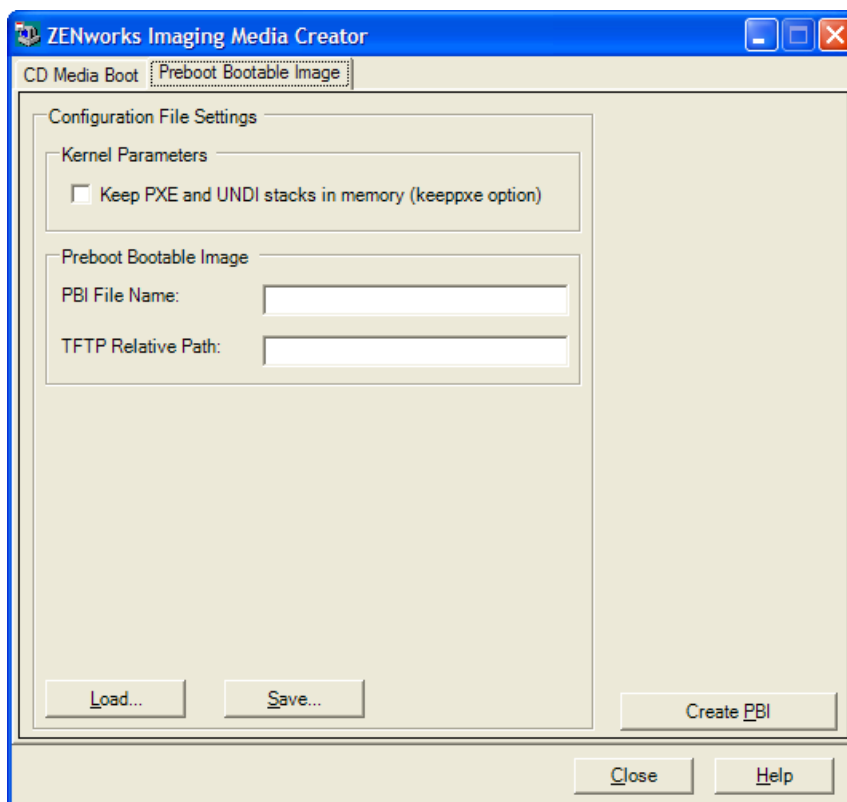 ZENworks Imaging Media Creator
CD Media Boot
Preboot Bootable Image
Configuration File Settings
Kernel Parameters
Keep PXE and UNDI stacks in memory (keeppxe option)
Preboot Bootable Image
PBI File Name:
TFTP Relative Path:
Load...
Save...
Create PBI
Close
Help